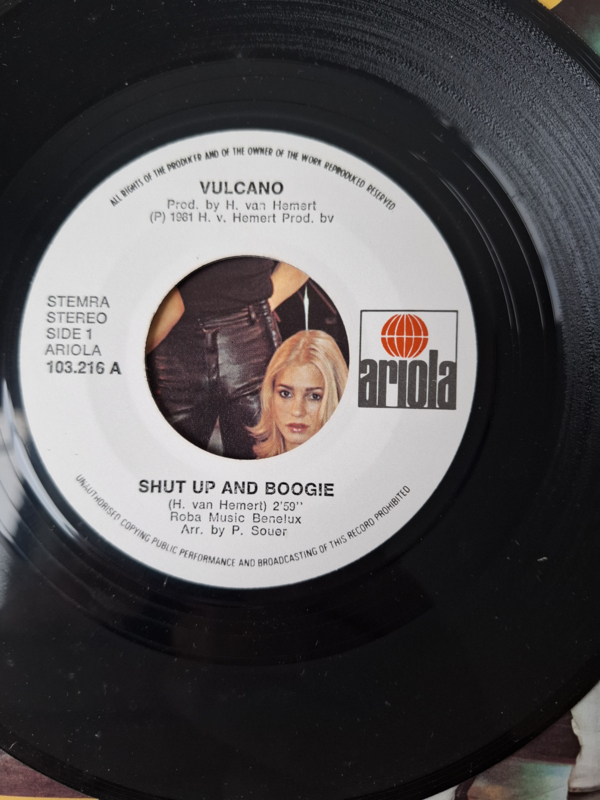 ALL RIGHTS OF THE PRODUCER AND OF THE OWNER OF THE WORK REPRODUCED RESERVED
VULCANO
Prod. by H. van Hemert
(P) 1981 H. v. Hemert Prod. bv
STEMRA
STEREO
SIDE 1
ARIOLA
103.216 A
ariola
SHUT UP AND BOOGIE
(H. van Hemert) 2'59''
Roba Music Benelux
Arr. by P. Souer
UNAUTHORISED COPYING PUBLIC PERFORMANCE AND BROADCASTING OF THIS RECORD PROHIBITED